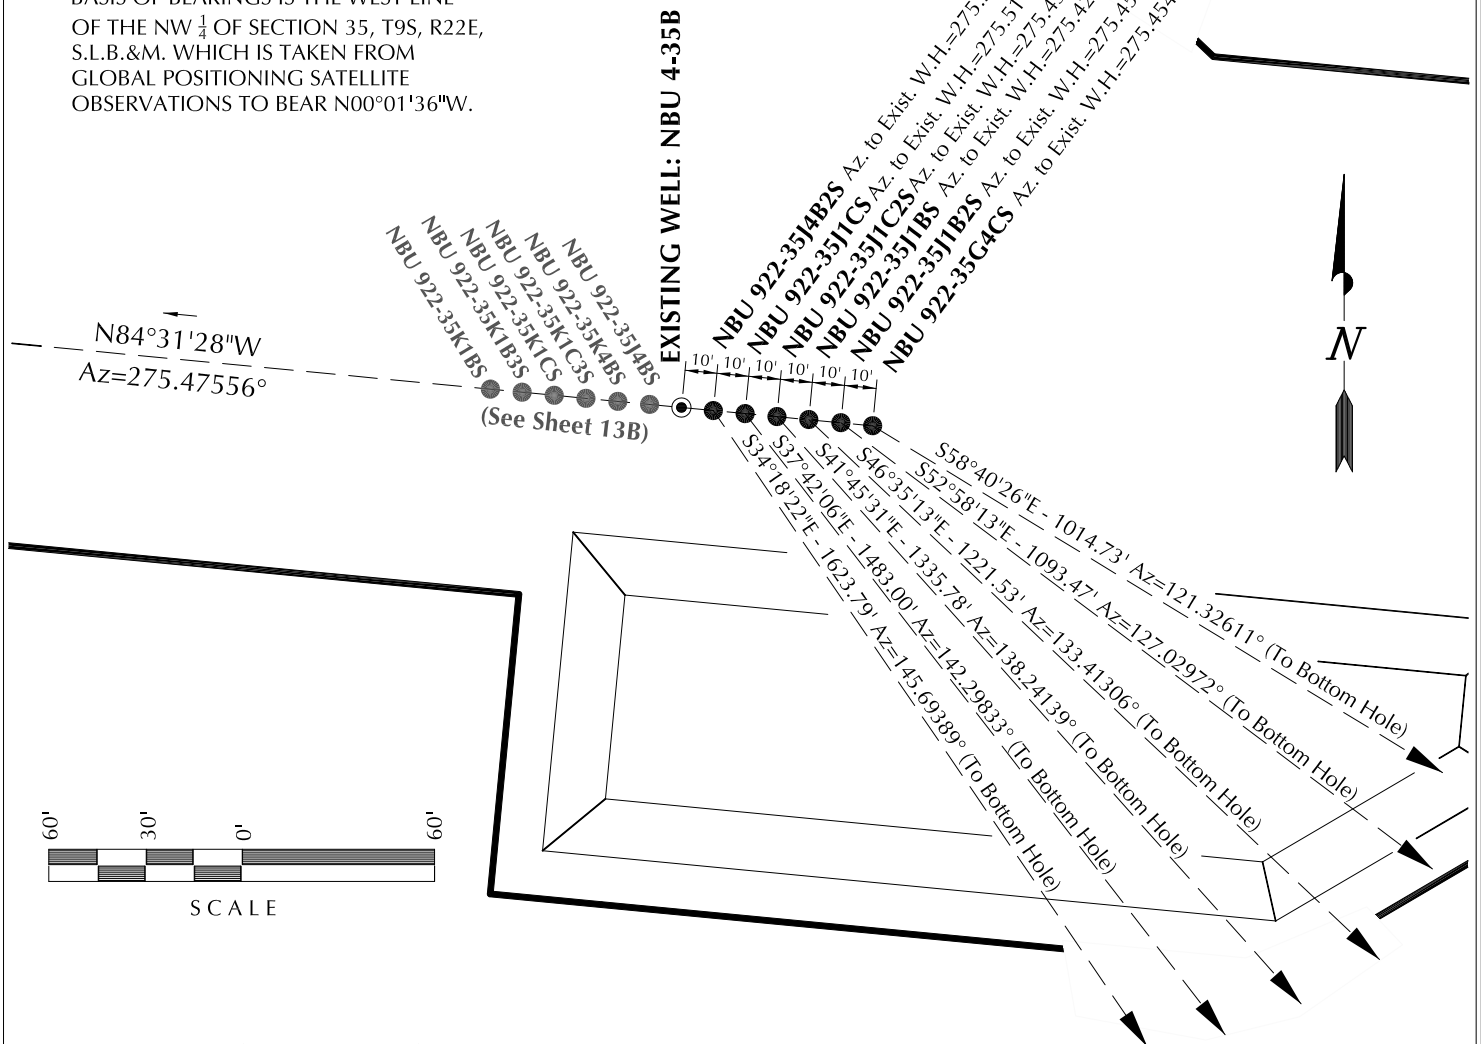 BASIS OF BEARINGS IS THE WEST LINE
OF THE NW 1/4 OF SECTION 35, T9S, R22E,
S.L.B.&M. WHICH IS TAKEN FROM
GLOBAL POSITIONING SATELLITE
OBSERVATIONS TO BEAR N00°01'36"W.
N84°31'28"W
Az=275.47556°
NBU 922-35K1BS
NBU 922-35K1B3S
NBU 922-35K1CS
NBU 922-35K1C3S
NBU 922-35K4BS
NBU 922-35J4BS
(See Sheet 13B)
EXISTING WELL: NBU 4-35B
NBU 922-35J4B2S Az. to Exist. W.H.=275.
NBU 922-35J1CS Az. to Exist. W.H.=275.51
NBU 922-35J1C2S Az. to Exist. W.H.=275.4
NBU 922-35J1BS Az. to Exist. W.H.=275.42
NBU 922-35J1B2S Az. to Exist. W.H.=275.45
NBU 922-35G4CS Az. to Exist. W.H.=275.454
10' 10' 10' 10' 10' 10'
N
S58°40'26"E - 1014.73' Az=121.32611° (To Bottom Hole)
S52°58'13"E - 1093.47' Az=127.02972° (To Bottom Hole)
S46°35'13"E - 1221.53' Az=133.41306° (To Bottom Hole)
S41°45'31"E - 1335.78' Az=138.24139° (To Bottom Hole)
S37°42'06"E - 1483.00' Az=142.29833° (To Bottom Hole)
S34°18'22"E - 1623.79' Az=145.69389° (To Bottom Hole)
60' 30' 0' 60'
SCALE